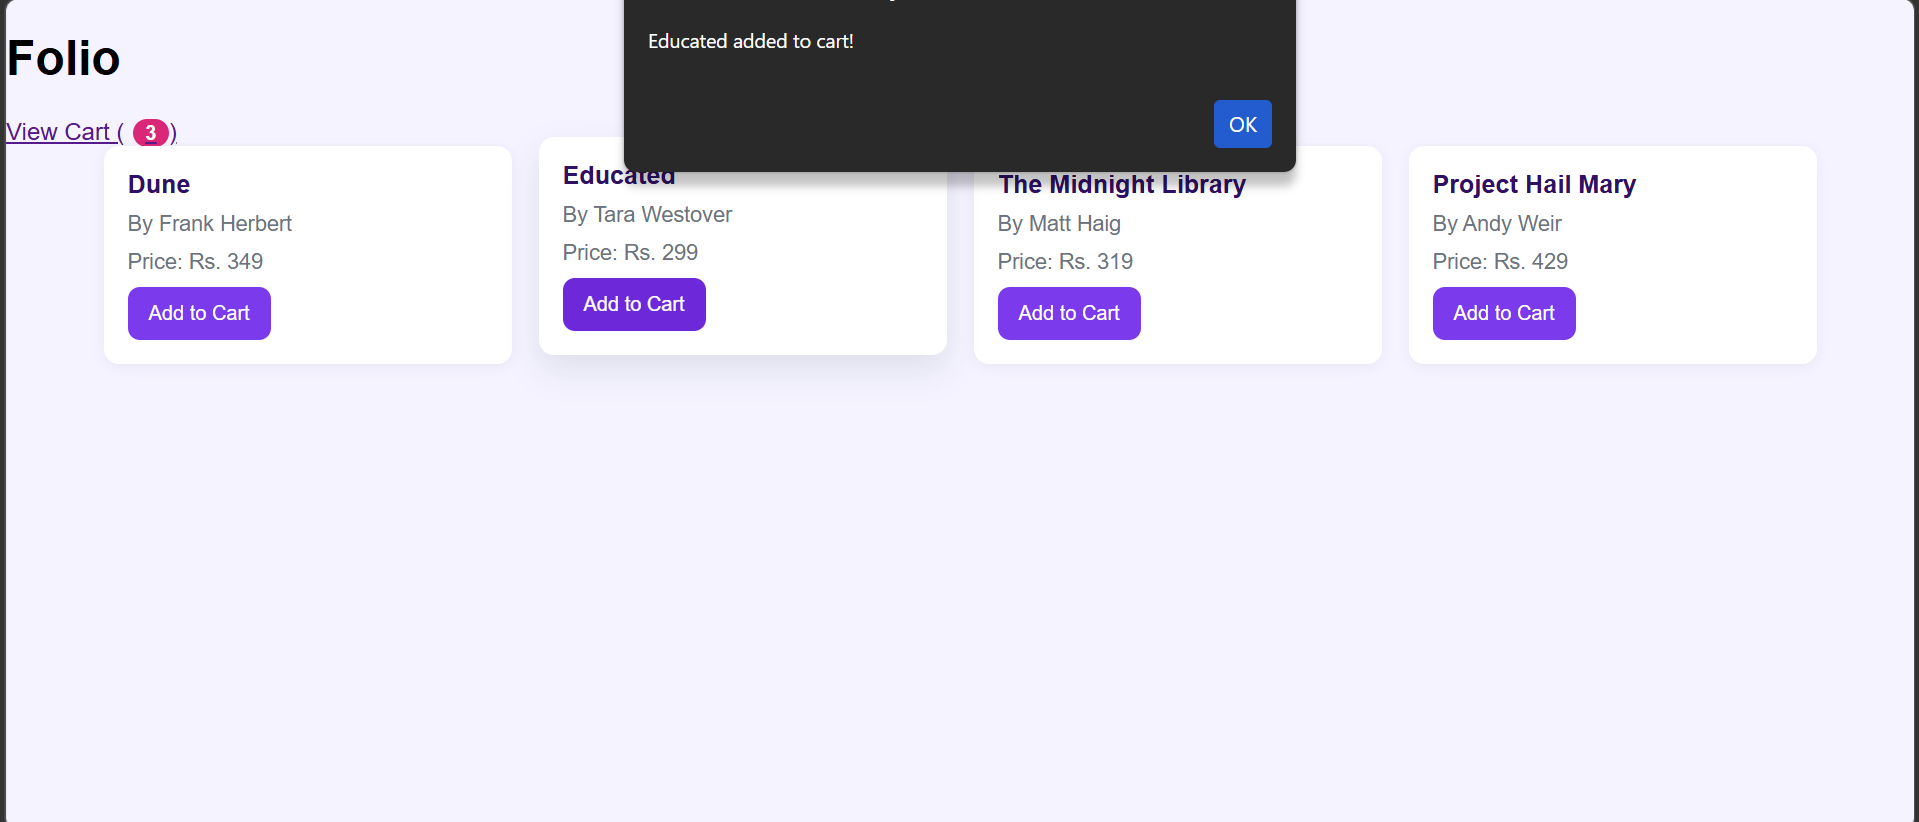 Educated added to cart!
OK
Folio
View Cart ( 3 )
Dune
By Frank Herbert
Price: Rs. 349
Add to Cart
Educated
By Tara Westover
Price: Rs. 299
Add to Cart
The Midnight Library
By Matt Haig
Price: Rs. 319
Add to Cart
Project Hail Mary
By Andy Weir
Price: Rs. 429
Add to Cart